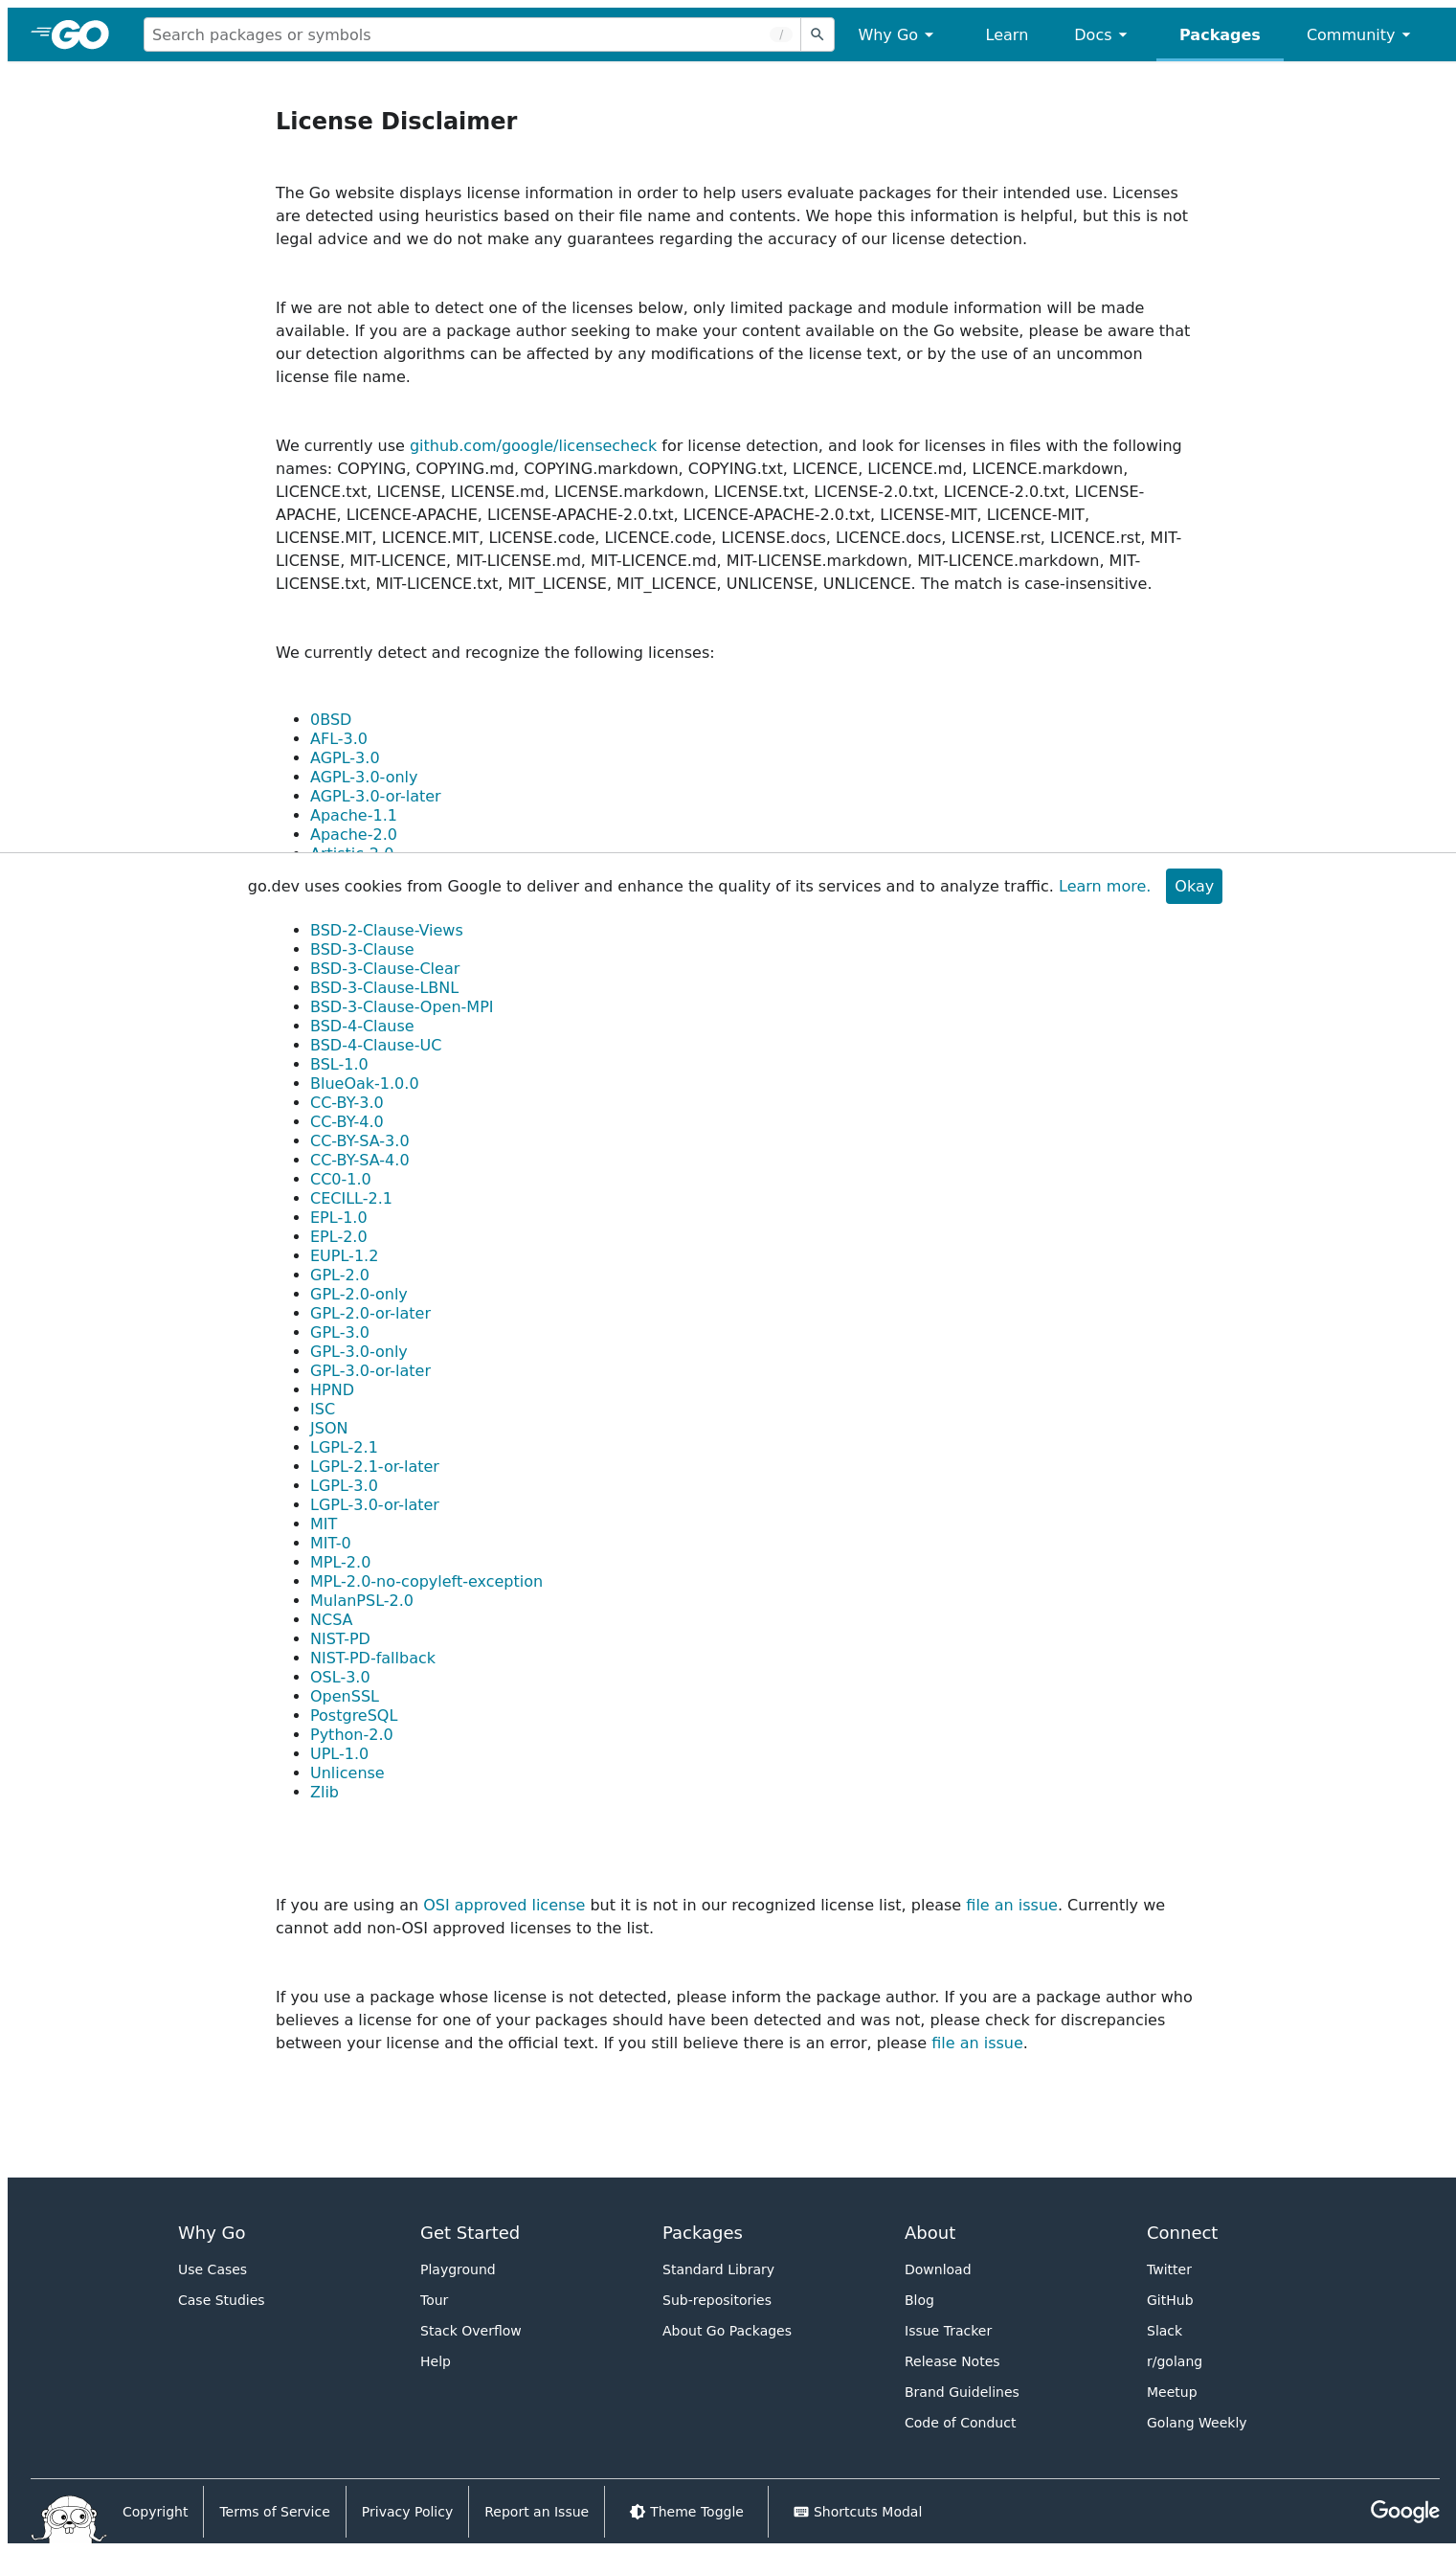 GO
Search packages or symbols
/
Why Go
Learn
Docs
Packages
Community
License Disclaimer
The Go website displays license information in order to help users evaluate packages for their intended use. Licenses
are detected using heuristics based on their file name and contents. We hope this information is helpful, but this is not
legal advice and we do not make any guarantees regarding the accuracy of our license detection.
If we are not able to detect one of the licenses below, only limited package and module information will be made
available. If you are a package author seeking to make your content available on the Go website, please be aware that
our detection algorithms can be affected by any modifications of the license text, or by the use of an uncommon
license file name.
We currently use github.com/google/licensecheck for license detection, and look for licenses in files with the following
names: COPYING, COPYING.md, COPYING.markdown, COPYING.txt, LICENCE, LICENCE.md, LICENCE.markdown,
LICENCE.txt, LICENSE, LICENSE.md, LICENSE.markdown, LICENSE.txt, LICENSE-2.0.txt, LICENCE-2.0.txt, LICENSE-
APACHE, LICENCE-APACHE, LICENSE-APACHE-2.0.txt, LICENCE-APACHE-2.0.txt, LICENSE-MIT, LICENCE-MIT,
LICENSE.MIT, LICENCE.MIT, LICENSE.code, LICENCE.code, LICENSE.docs, LICENCE.docs, LICENSE.rst, LICENCE.rst, MIT-
LICENSE, MIT-LICENCE, MIT-LICENSE.md, MIT-LICENCE.md, MIT-LICENSE.markdown, MIT-LICENCE.markdown, MIT-
LICENSE.txt, MIT-LICENCE.txt, MIT_LICENSE, MIT_LICENCE, UNLICENSE, UNLICENCE. The match is case-insensitive.
We currently detect and recognize the following licenses:
0BSD
AFL-3.0
AGPL-3.0
AGPL-3.0-only
AGPL-3.0-or-later
Apache-1.1
Apache-2.0
go.dev uses cookies from Google to deliver and enhance the quality of its services and to analyze traffic. Learn more.
Okay
BSD-2-Clause-Views
BSD-3-Clause
BSD-3-Clause-Clear
BSD-3-Clause-LBNL
BSD-3-Clause-Open-MPI
BSD-4-Clause
BSD-4-Clause-UC
BSL-1.0
BlueOak-1.0.0
CC-BY-3.0
CC-BY-4.0
CC-BY-SA-3.0
CC-BY-SA-4.0
CC0-1.0
CECILL-2.1
EPL-1.0
EPL-2.0
EUPL-1.2
GPL-2.0
GPL-2.0-only
GPL-2.0-or-later
GPL-3.0
GPL-3.0-only
GPL-3.0-or-later
HPND
ISC
JSON
LGPL-2.1
LGPL-2.1-or-later
LGPL-3.0
LGPL-3.0-or-later
MIT
MIT-0
MPL-2.0
MPL-2.0-no-copyleft-exception
MulanPSL-2.0
NCSA
NIST-PD
NIST-PD-fallback
OSL-3.0
OpenSSL
PostgreSQL
Python-2.0
UPL-1.0
Unlicense
Zlib
If you are using an OSI approved license but it is not in our recognized license list, please file an issue. Currently we
cannot add non-OSI approved licenses to the list.
If you use a package whose license is not detected, please inform the package author. If you are a package author who
believes a license for one of your packages should have been detected and was not, please check for discrepancies
between your license and the official text. If you still believe there is an error, please file an issue.
Why Go
Use Cases
Case Studies
Get Started
Playground
Tour
Stack Overflow
Help
Packages
Standard Library
Sub-repositories
About Go Packages
About
Download
Blog
Issue Tracker
Release Notes
Brand Guidelines
Code of Conduct
Connect
Twitter
GitHub
Slack
r/golang
Meetup
Golang Weekly
Copyright
Terms of Service
Privacy Policy
Report an Issue
Theme Toggle
Shortcuts Modal
Google